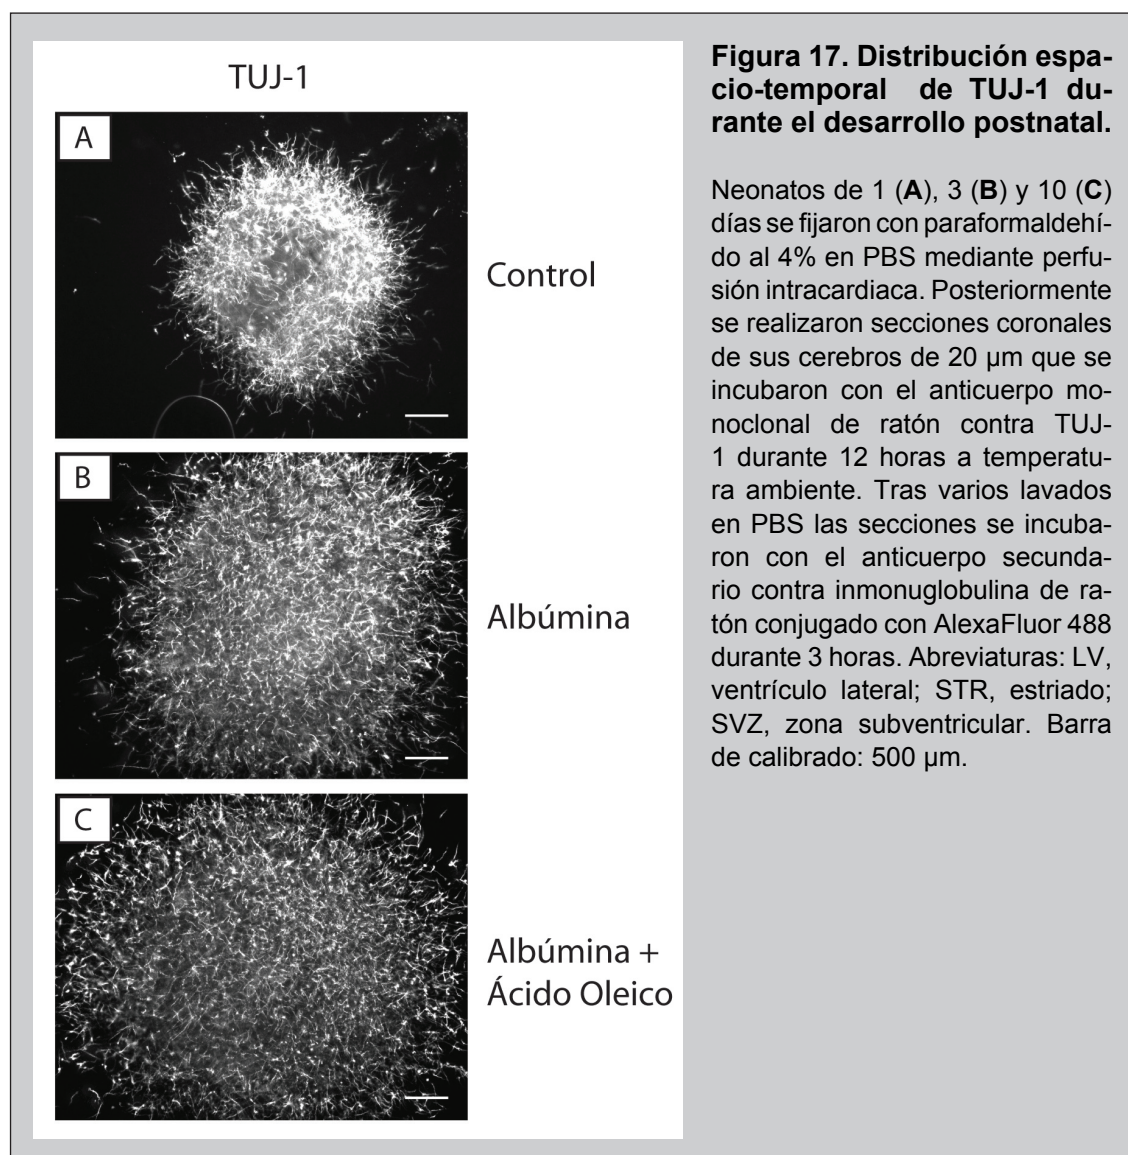 TUJ-1
A
Control
B
Albúmina
C
Albúmina +
Ácido Oleico
Figura 17. Distribución espa-
cio-temporal de TUJ-1 du-
rante el desarrollo postnatal.
Neonatos de 1 (A), 3 (B) y 10 (C)
días se fijaron con paraformaldehí-
do al 4% en PBS mediante perfu-
sión intracardiaca. Posteriormente
se realizaron secciones coronales
de sus cerebros de 20 µm que se
incubaron con el anticuerpo mo-
noclonal de ratón contra TUJ-
1 durante 12 horas a temperatu-
ra ambiente. Tras varios lavados
en PBS las secciones se incuba-
ron con el anticuerpo secunda-
rio contra inmonuglobulina de ra-
tón conjugado con AlexaFluor 488
durante 3 horas. Abreviaturas: LV,
ventrículo lateral; STR, estriado;
SVZ, zona subventricular. Barra
de calibrado: 500 µm.